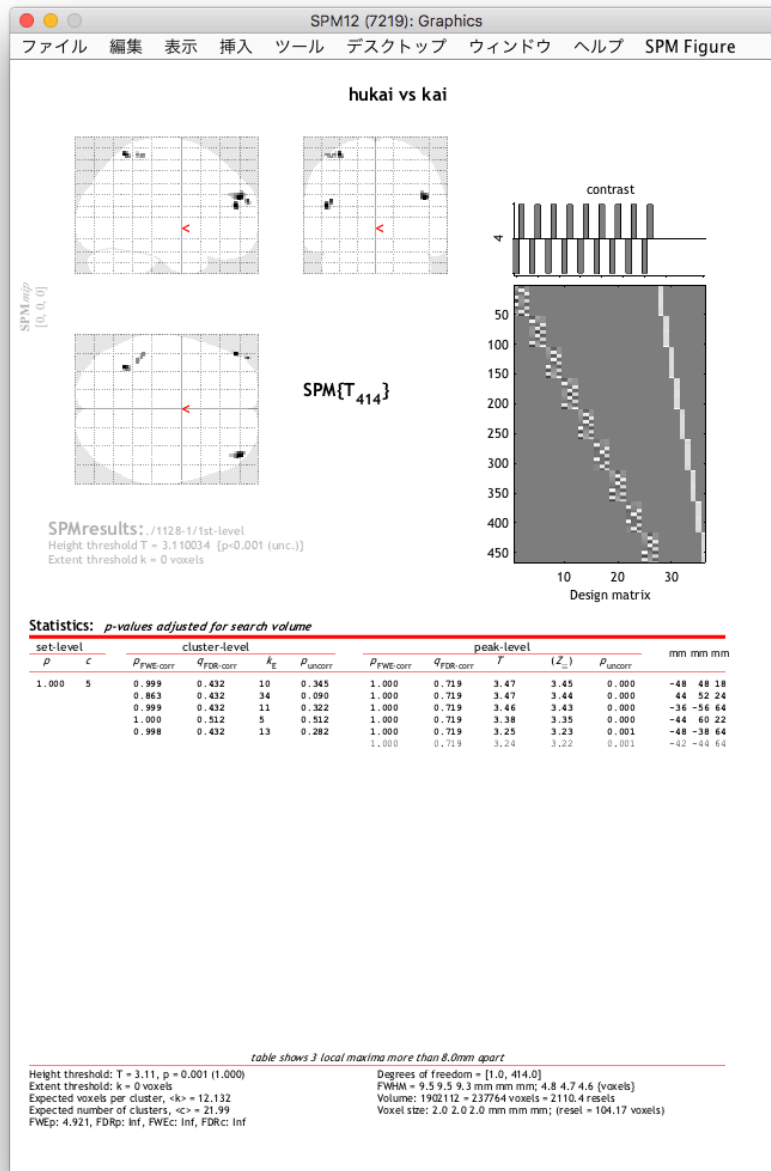 SPM12 (7219): Graphics
ファイル 編集 表示 挿入 ツール デスクトップ ウィンドウ ヘルプ SPM Figure
hukai vs kai
contrast
4
SPMmip
[0, 0, 0]
<
<
<
SPM{T414}
50
100
150
200
250
300
350
400
450
10 20 30
Design matrix
SPMresults: ./1128-1/1st-level
Height threshold T = 3.110034 {p<0.001 (unc.)}
Extent threshold k = 0 voxels
Statistics: p-values adjusted for search volume
set-level cluster-level peak-level mm mm mm
p c pFWE-corr qFDR-corr kE puncorr pFWE-corr qFDR-corr T (Z≡) puncorr
1.000 5 0.999 0.432 10 0.345 1.000 0.719 3.47 3.45 0.000 -48 48 18
0.863 0.432 34 0.090 1.000 0.719 3.47 3.44 0.000 44 52 24
0.999 0.432 11 0.322 1.000 0.719 3.46 3.43 0.000 -36 -56 64
1.000 0.512 5 0.512 1.000 0.719 3.38 3.35 0.000 -44 60 22
0.998 0.432 13 0.282 1.000 0.719 3.25 3.23 0.001 -48 -38 64
1.000 0.719 3.24 3.22 0.001 -42 -44 64
table shows 3 local maxima more than 8.0mm apart
Height threshold: T = 3.11, p = 0.001 (1.000)
Extent threshold: k = 0 voxels
Expected voxels per cluster, <k> = 12.132
Expected number of clusters, <c> = 21.99
FWEp: 4.921, FDRp: Inf, FWEc: Inf, FDRc: Inf
Degrees of freedom = [1.0, 414.0]
FWHM = 9.5 9.5 9.3 mm mm mm; 4.8 4.7 4.6 {voxels}
Volume: 1902112 = 237764 voxels = 2110.4 resels
Voxel size: 2.0 2.0 2.0 mm mm mm; (resel = 104.17 voxels)